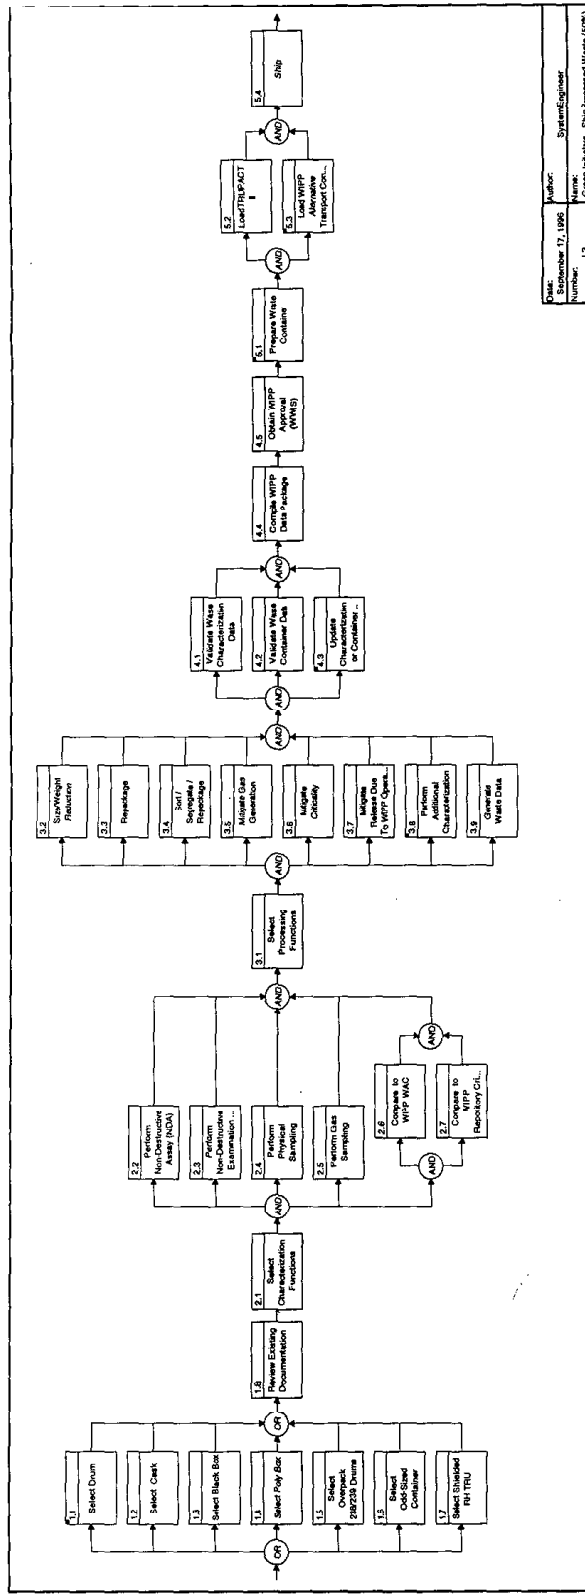 OR
1.1
Select Drum
1.2
Select Cask
1.3
Select Black Box
1.4
Select Poly Box
1.5
Select
Overpack
238/239 Drums
1.6
Select
Odd-Sized
Container
1.7
Select Shielded
RH TRU
OR
1.8
Review Existing
Documentation
2.1
Select
Characterization
Functions
AND
2.2
Perform
Non-Destructive
Assay (NDA)
2.3
Perform
Non-Destructive
Examination ...
2.4
Perform
Physical
Sampling
2.5
Perform Gas
Sampling
AND
2.6
Compare to
WIPP WAC
2.7
Compare to
WIPP
Repository Cri...
AND
AND
3.1
Select
Processing
Functions
AND
3.2
Size/Weight
Reduction
3.3
Repackage
3.4
Sort /
Segregate /
Repackage
3.5
Mitigate Gas
Generation
3.6
Mitigate
Criticality
3.7
Mitigate
Release Due
To WIPP Opera...
3.8
Perform
Additional
Characterization
3.9
Generate
Waste Data
AND
AND
4.1
Validate Wase
Characterization
Data
4.2
Validate Wase
Container Data
4.3
Update
Characterization
or Container ...
AND
4.4
Compile WIPP
Data Package
4.5
Obtain WIPP
Approval
(WWIS)
5.1
Prepare Waste
Containe
AND
5.2
LoadTRUPACT
II
5.3
Load WIPP
Alternative
Transport Con...
AND
5.4
Ship
Date:
September 17, 1996
Author:
SystemEngineer
Number:
Name:
Ship
Waste (50%)